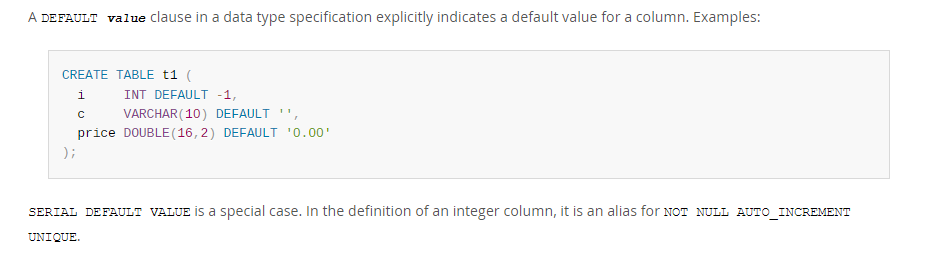 A DEFAULT value clause in a data type specification explicitly indicates a default value for a column. Examples:
CREATE TABLE t1 (
  i     INT DEFAULT -1,
  c     VARCHAR(10) DEFAULT '',
  price DOUBLE(16,2) DEFAULT '0.00'
);
SERIAL DEFAULT VALUE is a special case. In the definition of an integer column, it is an alias for NOT NULL AUTO_INCREMENT
UNIQUE.